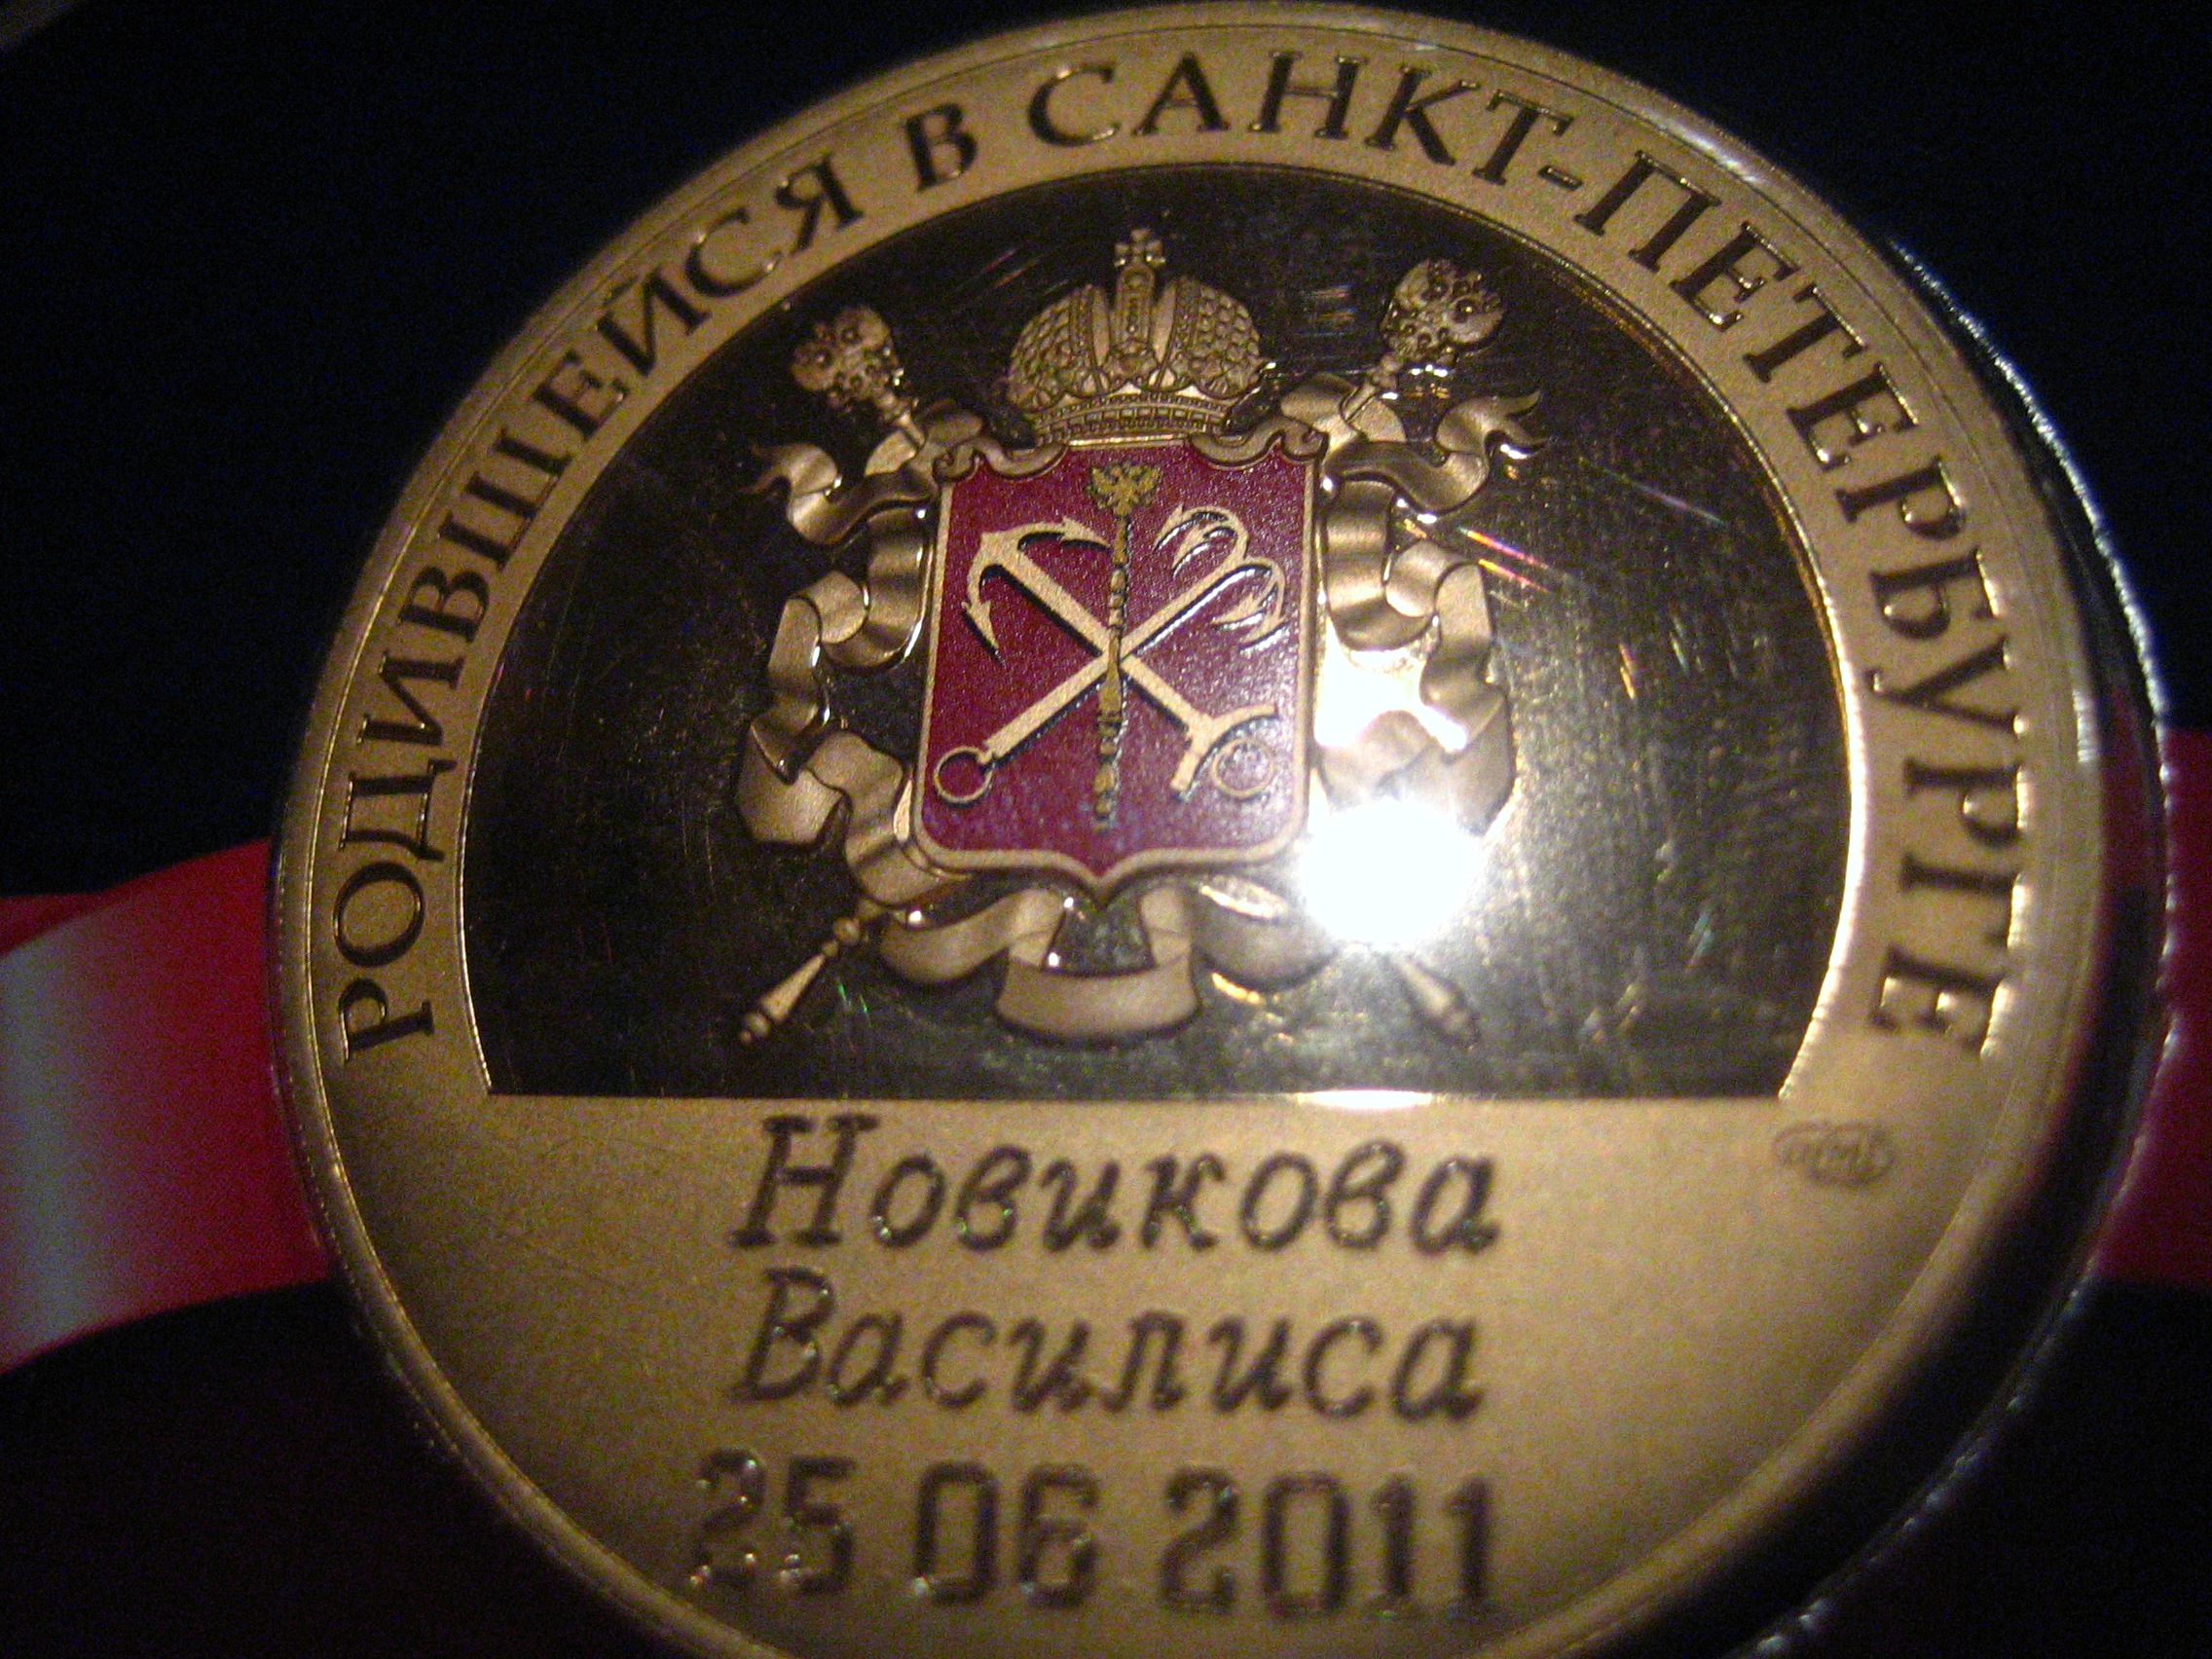 РОДИВШЕЙСЯ В САНКТ-ПЕТЕРБУРГЕ
Новикова
Василиса
25 06 2011